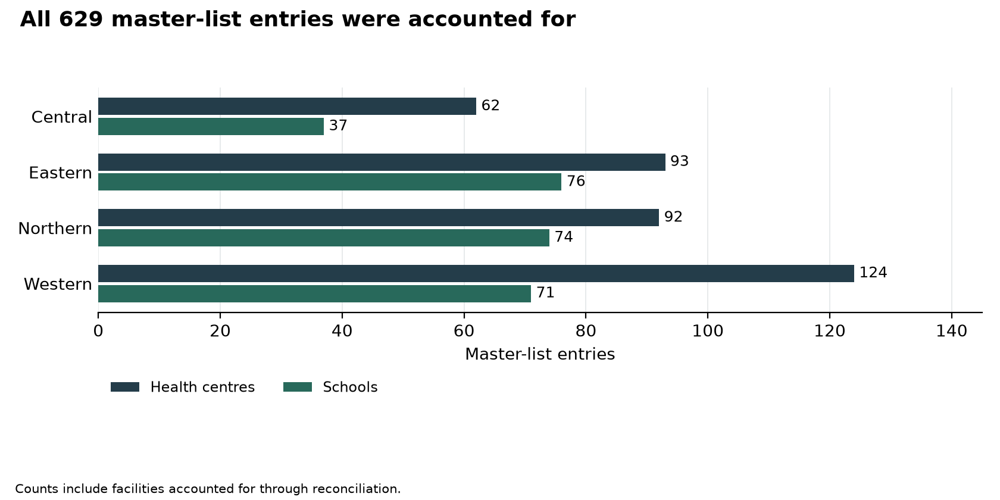 All 629 master-list entries were accounted for
Central
62
37
Eastern
93
76
Northern
92
74
Western
124
71
0 20 40 60 80 100 120 140
Master-list entries
Health centres Schools
Counts include facilities accounted for through reconciliation.